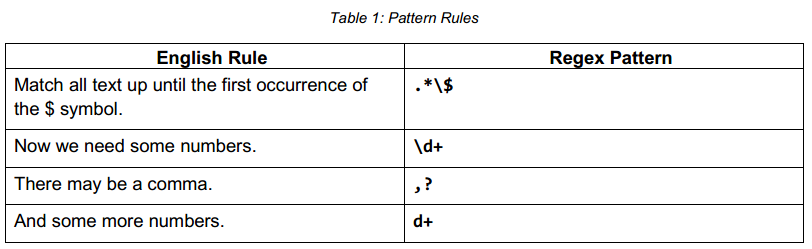 Table 1: Pattern Rules
English Rule Regex Pattern
Match all text up until the first occurrence of .*\$
the $ symbol.
Now we need some numbers. \d+
There may be a comma. ,?
And some more numbers. d+